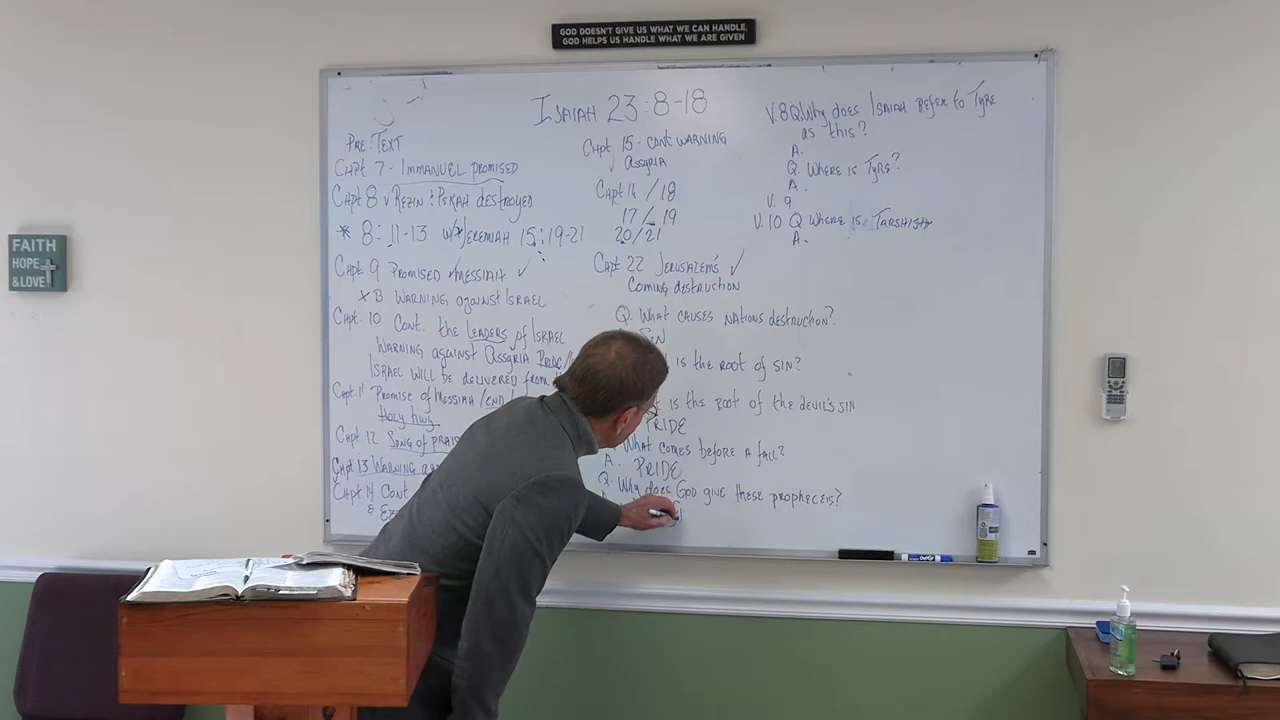 GOD DOESN'T GIVE US WHAT WE CAN HANDLE,
GOD HELPS US HANDLE WHAT WE ARE GIVEN
FAITH
HOPE
& LOVE
ISAIAH 23:8-18
PRE:TEXT
CHPT 7 - IMMANUEL PROMISED
CHPT 8 REZIN & PEKAH destROYED
* 8:11-13 w/ JEREMIAH 15:19-21
CHPT 9 PROMISED MESSIAH ✓
B. WARNING against ISRAEL
CHPT. 10 CONT. the LEADERS of ISRAEL
WARNING against ASSYRIA
ISRAEL WILL BE DELIVERED from
CHPT 11 PROMISE of MESSIAH / END
HOLY HWY
CHPT 12 SONG of PRAIS
CHPT 13 WARNING
CHPT 14 CONT
&
CHPT 15 - CONT WARNING
ASSYRIA
CHPT 16/18
17/19
20/21
CHPT 22 JERUSALEM'S ✓
COMING destRUCTION
Q. WHAT CAUSES NATIONS destRUCTION?
SIN
is the ROOT of SIN?
is the ROOT of the devil's SIN
PRIDE
WHAT COMES BEFORE A FALL?
A. PRIDE
Q. Why does GOD give these propheceis?
V.8 Q. Why does ISAIAH REFER to TYRE
as this?
A.
Q. WHERE is TYRE?
A.
V. 9
V. 10 Q WHERE is TARSHISH
A.
EXPO